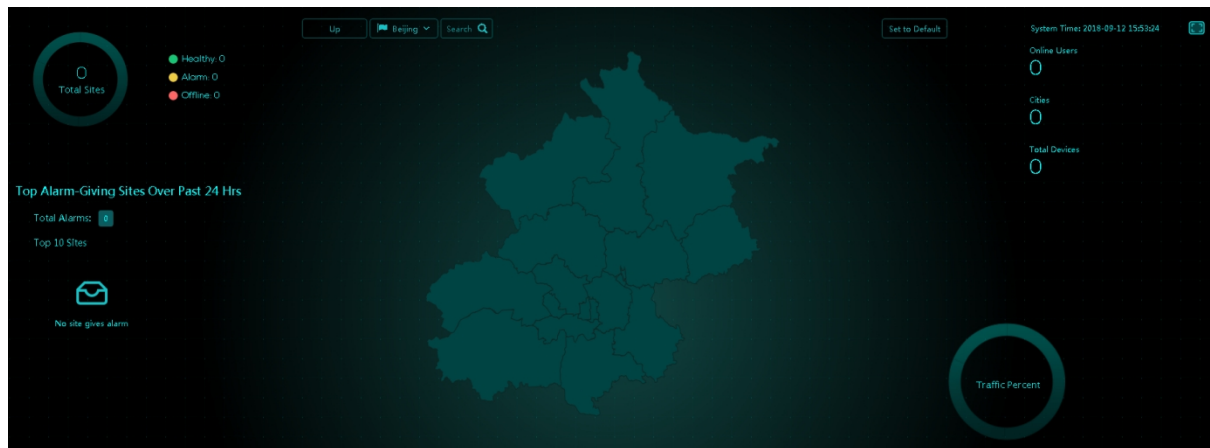 Up
Beijing
Search
Set to Default
System Time: 2016-09-12 15:53:24
0
Total Sites
Healthy: 0
Alarm: 0
Offline: 0
Online Users
0
Cities
0
Total Devices
0
Top Alarm-Giving Sites Over Past 24 Hrs
Total Alarms: 0
Top 10 Sites
No site gives alarm
Traffic Percent